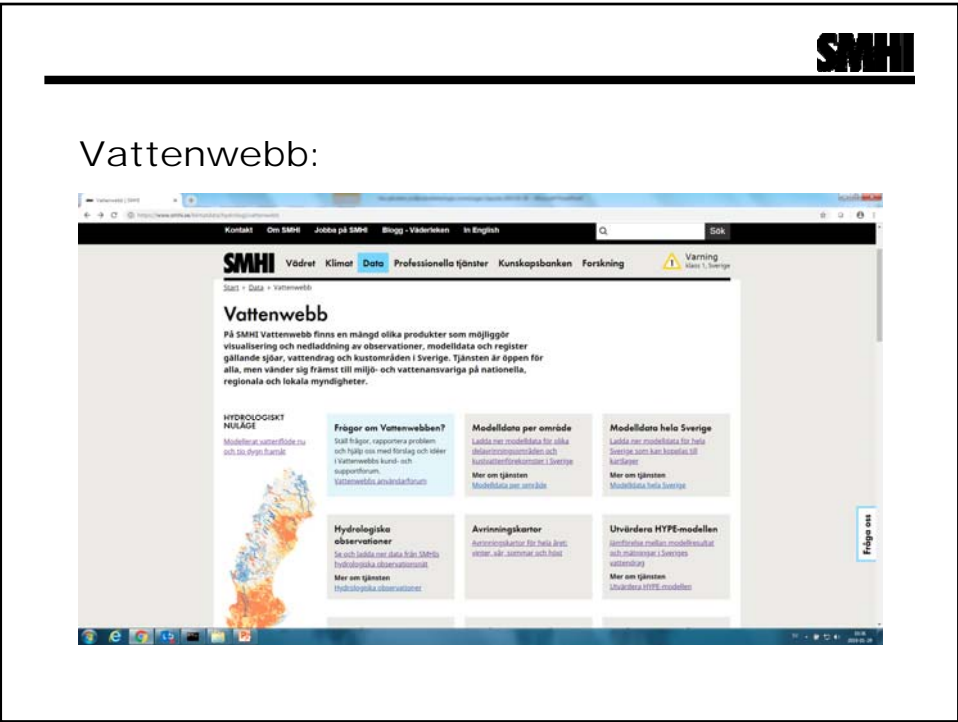 SMHI
Vattenwebb:
Vattenwebb | SMHI
Kontakt Om SMHI Jobba på SMHI Blogg - Väderleken In English Sök
SMHI Vädret Klimat Data Professionella tjänster Kunskapsbanken Forskning
Varning
Klass 1, Sverige
Start › Data › Vattenwebb
Vattenwebb
På SMHI Vattenwebb finns en mängd olika produkter som möjliggör
visualisering och nedladdning av observationer, modelldata och register
gällande sjöar, vattendrag och kustområden i Sverige. Tjänsten är öppen för
alla, men vänder sig främst till miljö- och vattenansvariga på nationella,
regionala och lokala myndigheter.
HYDROLOGISKT
NULÄGE
Modellerat vattenflöde nu
och tio dygn framåt
Frågor om Vattenwebben?
Ställ frågor, rapportera problem
och hjälp oss med förslag och idéer
i Vattenwebbs kund- och
supportforum.
Vattenwebbs användarforum
Modelldata per område
Ladda ner modelldata för olika
delavrinningsområden och
kustvattenförekomster i Sverige
Mer om tjänsten
Modelldata per område
Modelldata hela Sverige
Ladda ner modelldata för hela
Sverige som kan kopplas till
kartlager
Mer om tjänsten
Modelldata hela Sverige
Hydrologiska
observationer
Se och ladda ner data från SMHIs
hydrologiska observationsnät
Mer om tjänsten
Hydrologiska observationer
Avrinningskartor
Avrinningskartor för hela året,
vinter, vår, sommar och höst
Utvärdera HYPE-modellen
Jämförelse mellan modellresultat
och mätningar i Sveriges
vattendrag
Mer om tjänsten
Utvärdera HYPE-modellen
Fråga oss